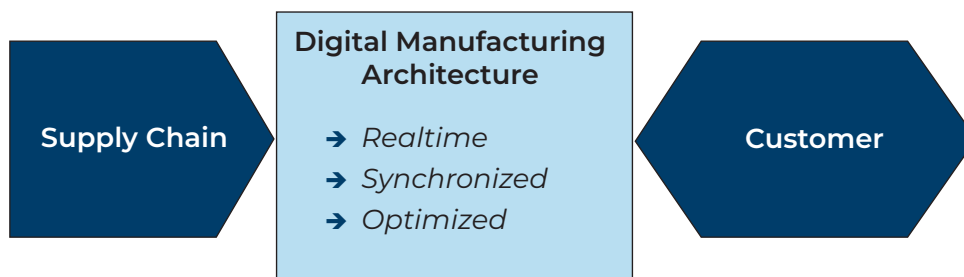 Digital Manufacturing
Architecture
Supply Chain
➔ Realtime
➔ Synchronized
➔ Optimized
Customer